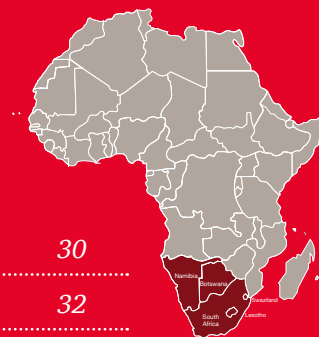 30
Namibia
Botswana
32
Swaziland
South
Africa
Lesotho